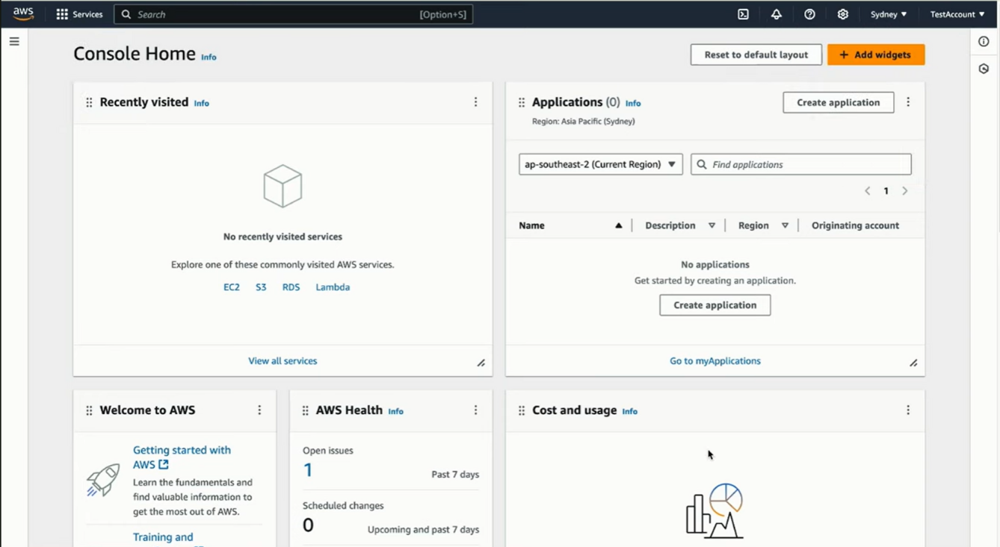 aws
Services
Search
[Option+S]
Sydney ▼
TestAccount ▼
Console Home Info
Reset to default layout
+ Add widgets
Recently visited Info
No recently visited services
Explore one of these commonly visited AWS services.
EC2 S3 RDS Lambda
View all services
Applications (0) Info
Region: Asia Pacific (Sydney)
Create application
ap-southeast-2 (Current Region) ▼
Find applications
< 1 >
Name ▲ Description ▽ Region ▽ Originating account
No applications
Get started by creating an application.
Create application
Go to myApplications
Welcome to AWS
Getting started with
AWS
Learn the fundamentals and
find valuable information to
get the most out of AWS.
Training and
AWS Health Info
Open issues
1
Past 7 days
Scheduled changes
0
Upcoming and past 7 days
Cost and usage Info